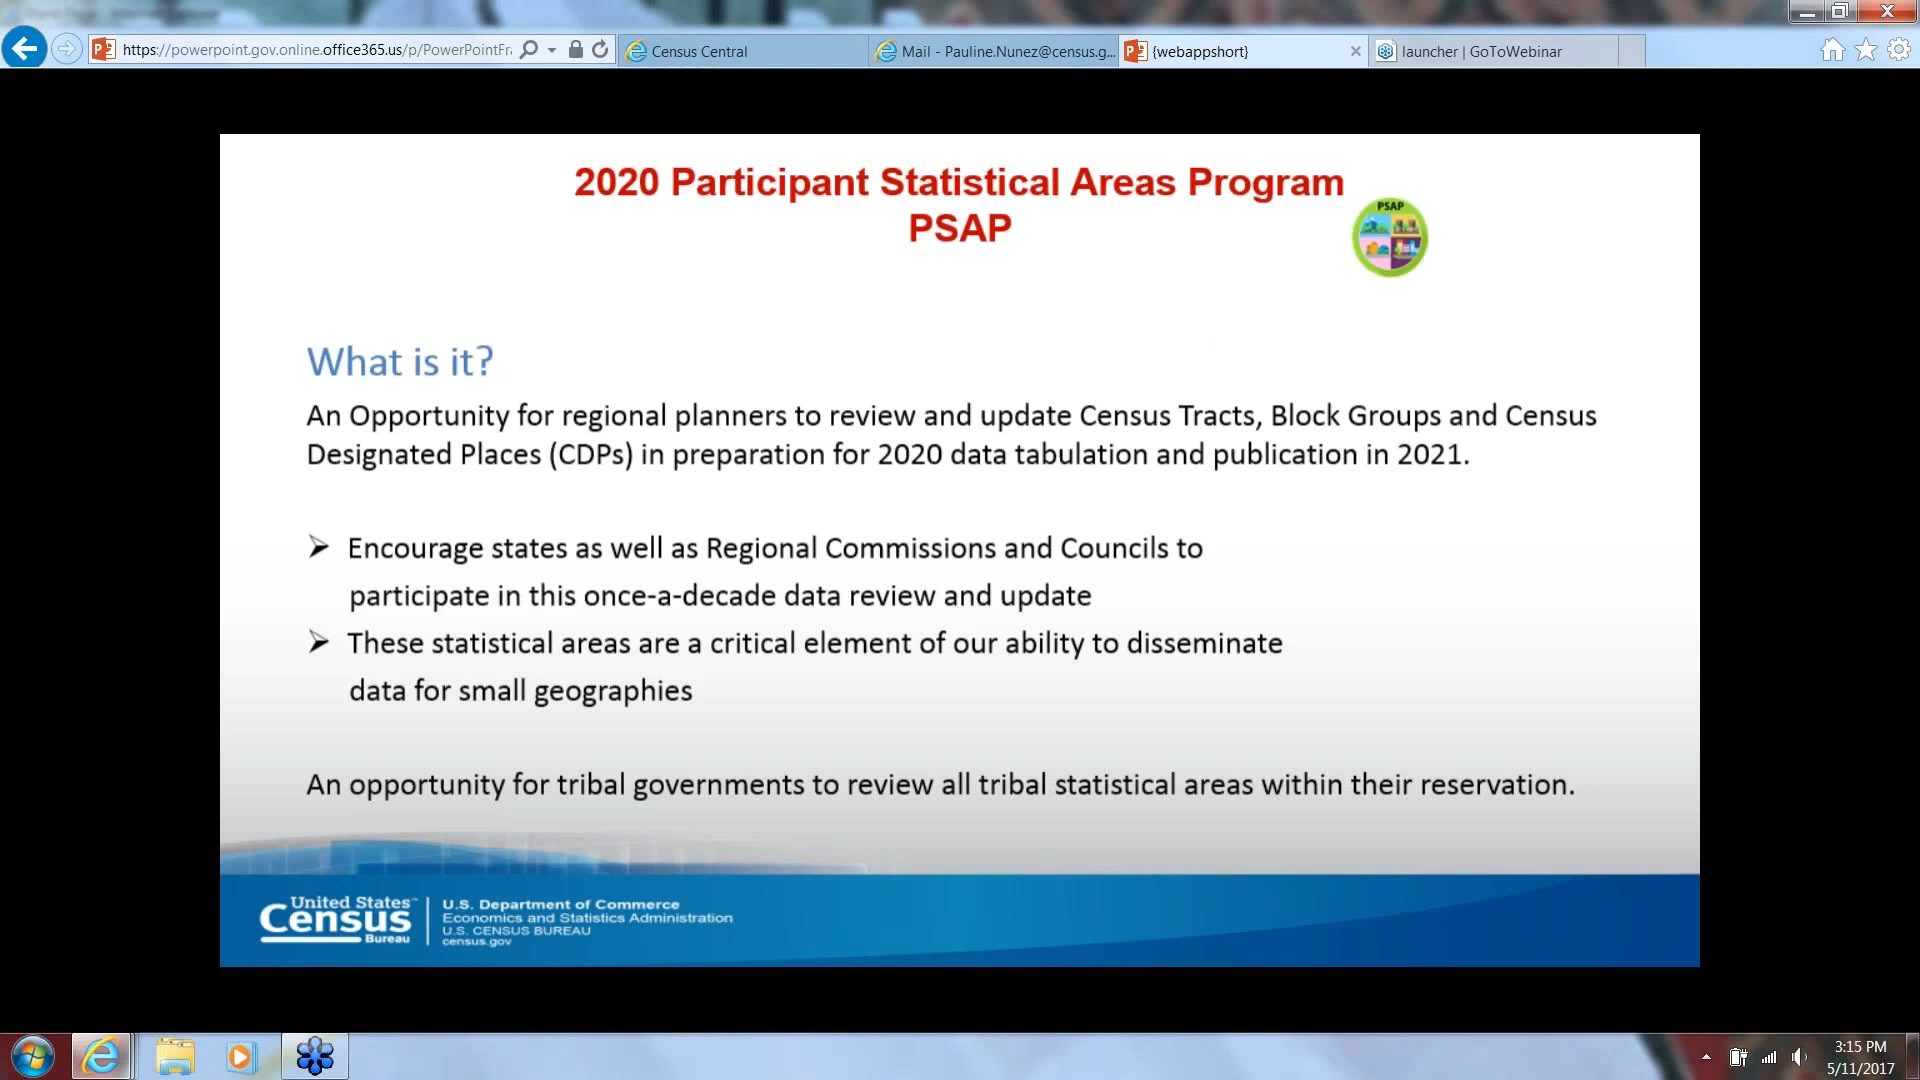 https://powerpoint.gov.online.office365.us/p/PowerPointFra
Census Central
Mail - Pauline.Nunez@census.g...
{webappshort}
launcher | GoToWebinar
2020 Participant Statistical Areas Program
PSAP
PSAP
What is it?
An Opportunity for regional planners to review and update Census Tracts, Block Groups and Census
Designated Places (CDPs) in preparation for 2020 data tabulation and publication in 2021.
Encourage states as well as Regional Commissions and Councils to
participate in this once-a-decade data review and update
These statistical areas are a critical element of our ability to disseminate
data for small geographies
An opportunity for tribal governments to review all tribal statistical areas within their reservation.
United States™
Census
Bureau
U.S. Department of Commerce
Economics and Statistics Administration
U.S. CENSUS BUREAU
census.gov
3:15 PM
5/11/2017